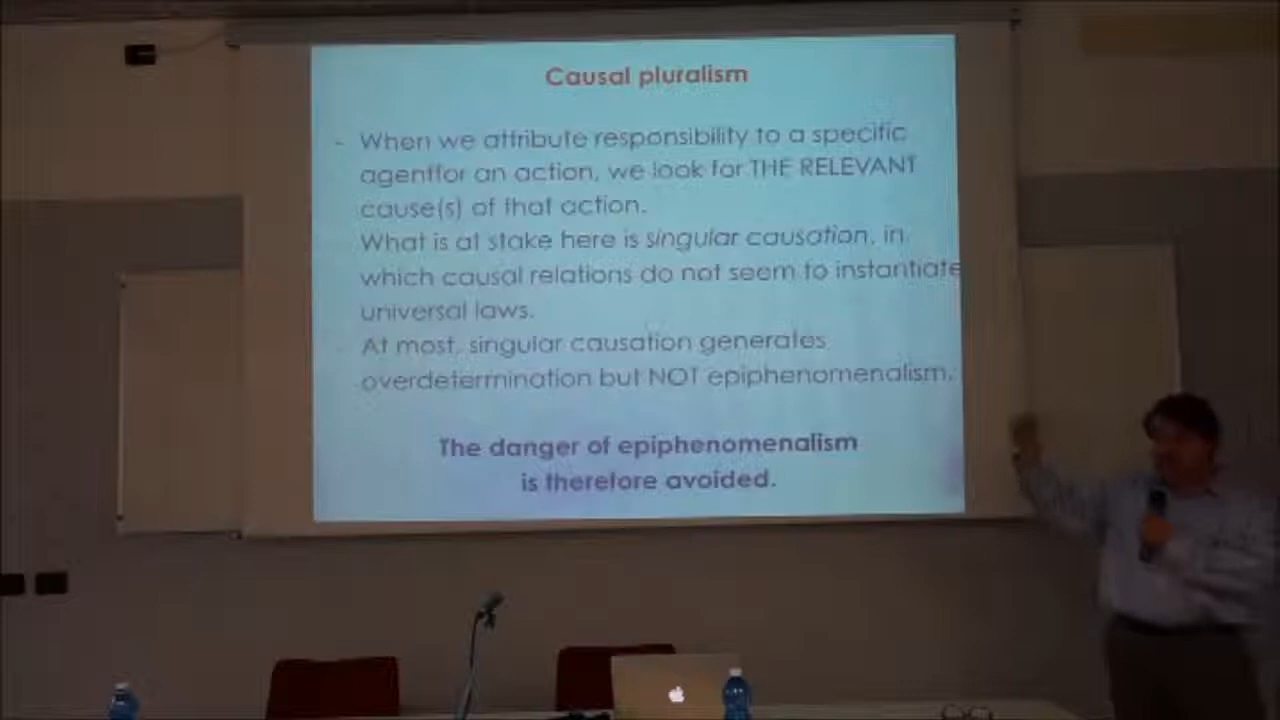 Causal pluralism
- When we attribute responsibility to a specific
agentfor an action, we look for THE RELEVANT
cause(s) of that action.
What is at stake here is singular causation, in
which causal relations do not seem to instantiate
universal laws.
At most, singular causation generates
overdetermination but NOT epiphenomenalism.
The danger of epiphenomenalism
is therefore avoided.